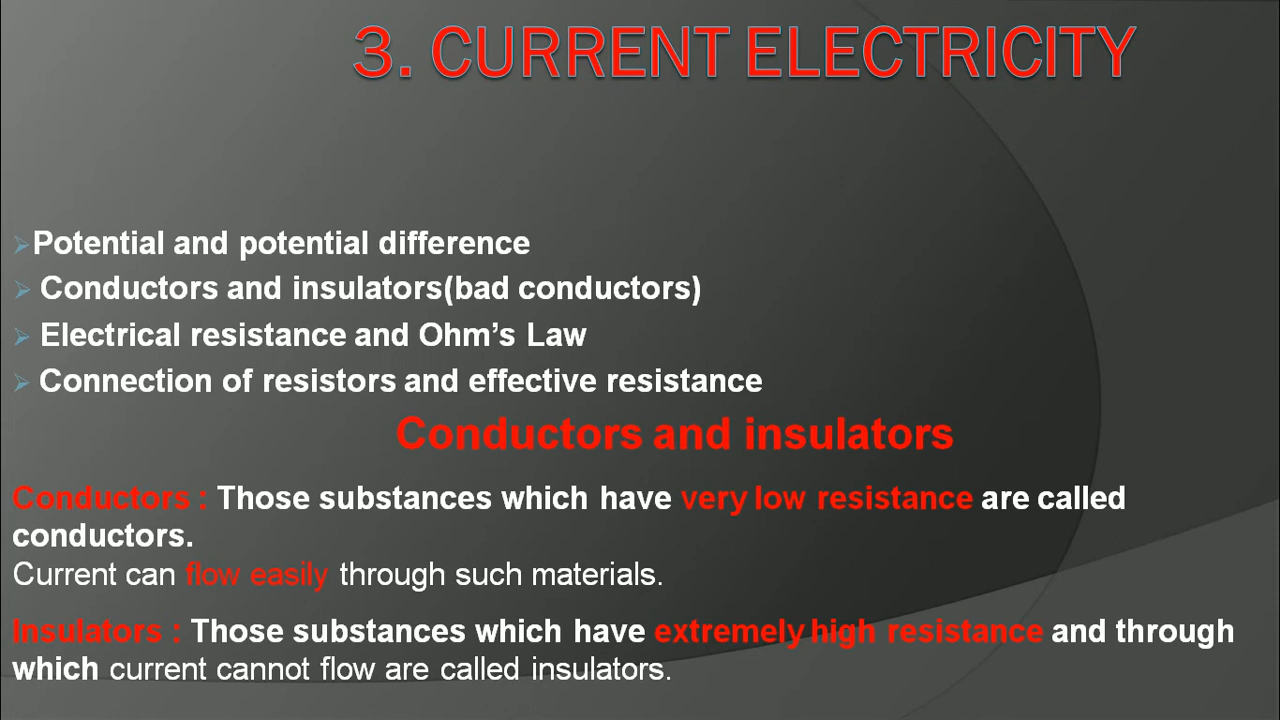 3. CURRENT ELECTRICITY
Potential and potential difference
Conductors and insulators(bad conductors)
Electrical resistance and Ohm’s Law
Connection of resistors and effective resistance
Conductors and insulators
Conductors : Those substances which have very low resistance are called
conductors.
Current can flow easily through such materials.
Insulators : Those substances which have extremely high resistance and through
which current cannot flow are called insulators.